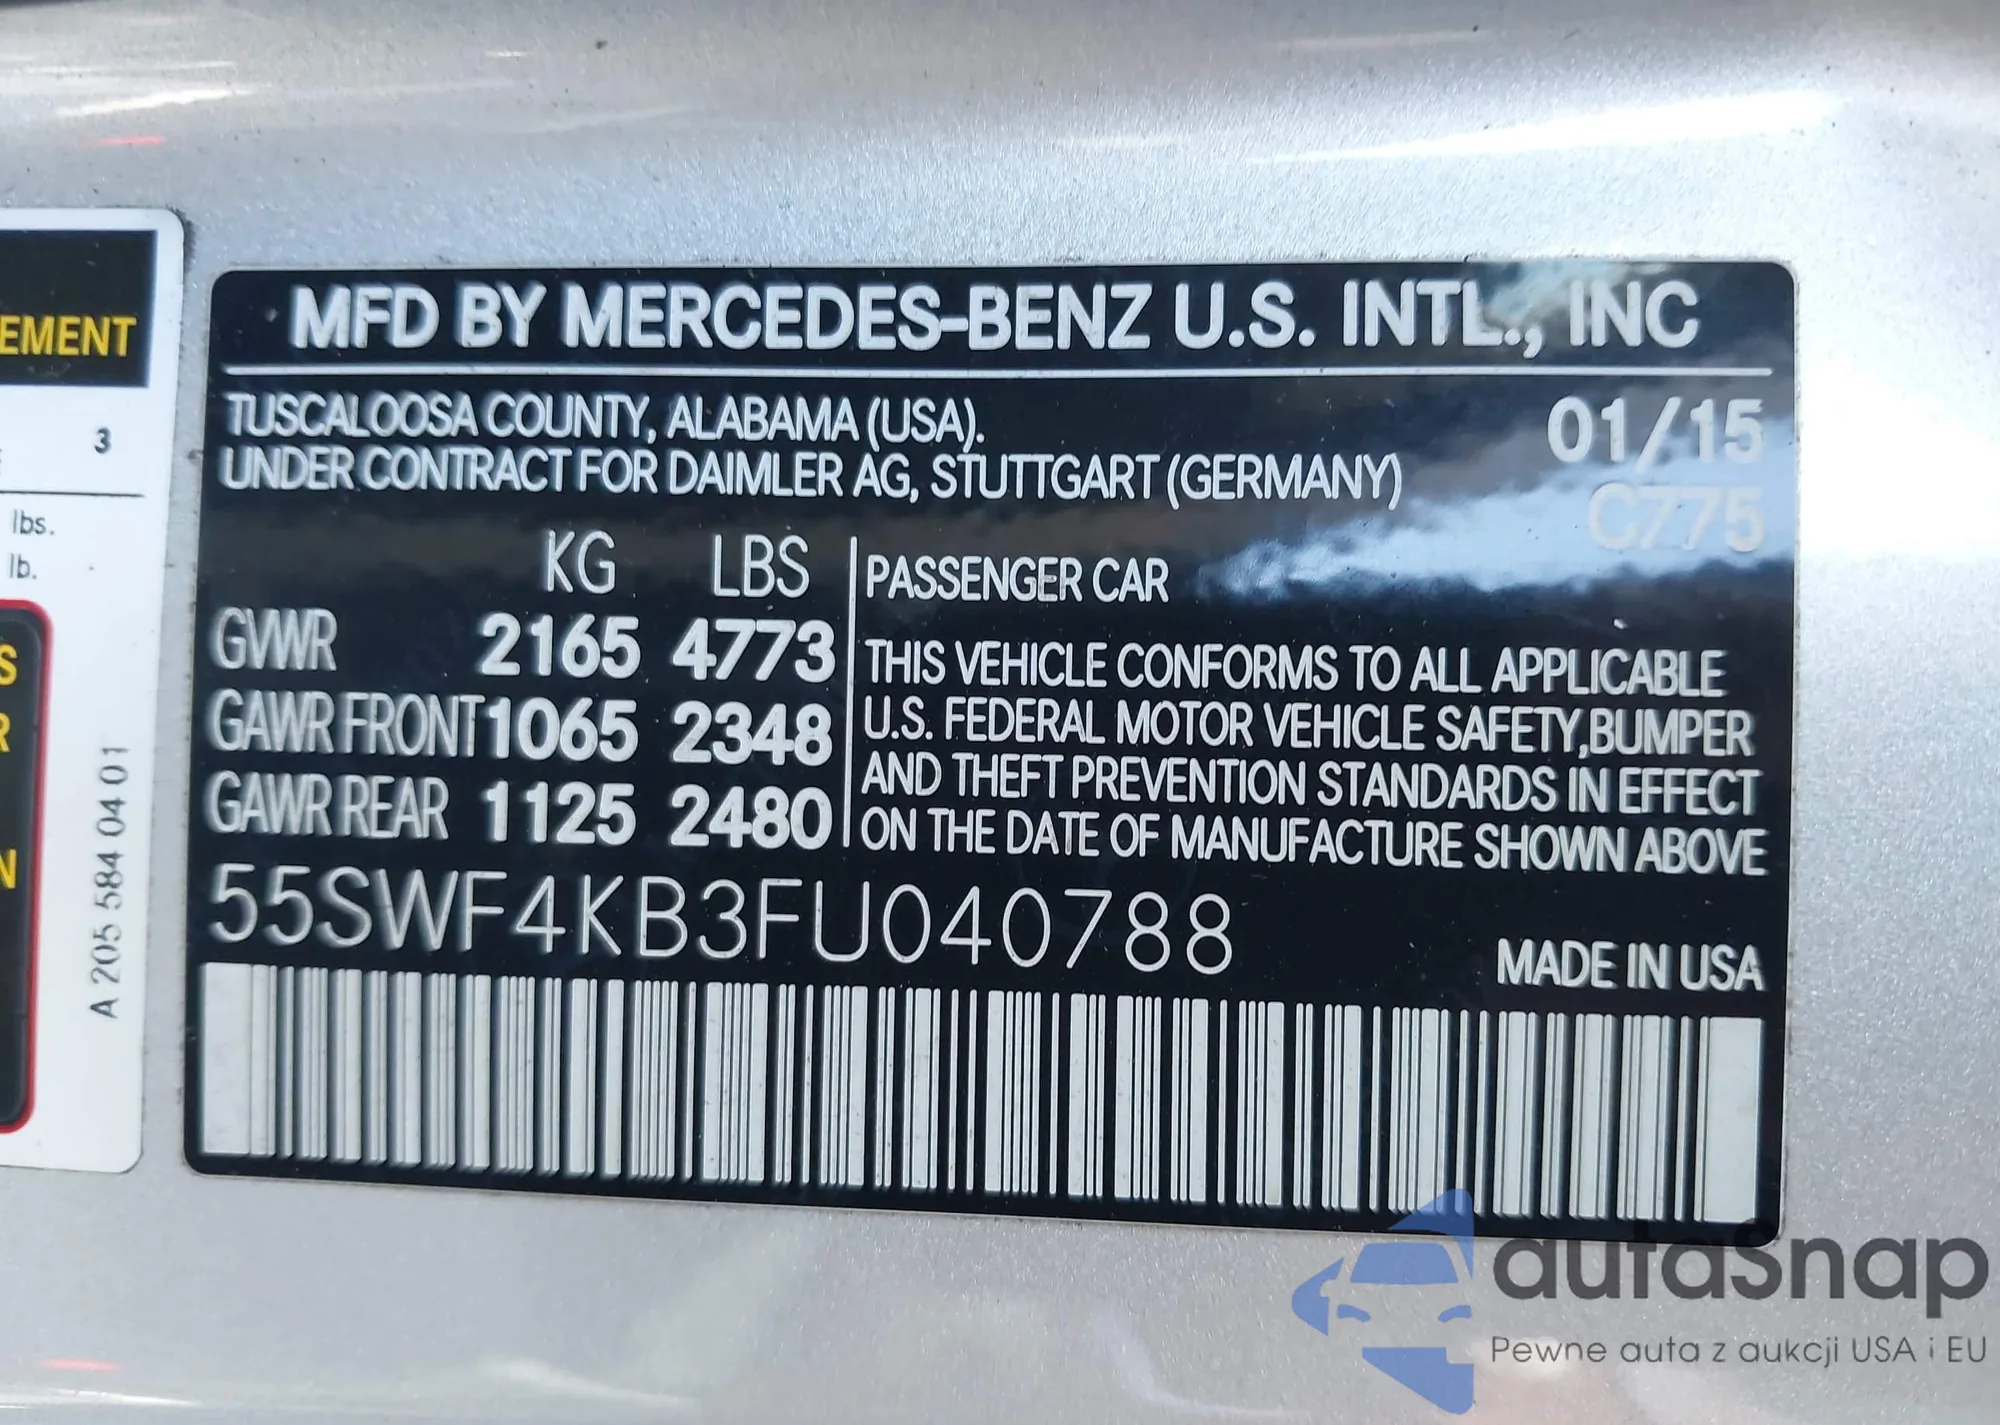 EMENT
3
lbs.
lb.
S
R
N
A 205 584 04 01
MFD BY MERCEDES-BENZ U.S. INTL., INC
TUSCALOOSA COUNTY, ALABAMA (USA).
01/15
UNDER CONTRACT FOR DAIMLER AG, STUTTGART (GERMANY)
C775
KG LBS
GVWR 2165 4773
GAWR FRONT 1065 2348
GAWR REAR 1125 2480
PASSENGER CAR
THIS VEHICLE CONFORMS TO ALL APPLICABLE
U.S. FEDERAL MOTOR VEHICLE SAFETY,BUMPER
AND THEFT PREVENTION STANDARDS IN EFFECT
ON THE DATE OF MANUFACTURE SHOWN ABOVE
55SWF4KB3FU040788
MADE IN USA
autasnap
Pewne auta z aukcji USA i EU